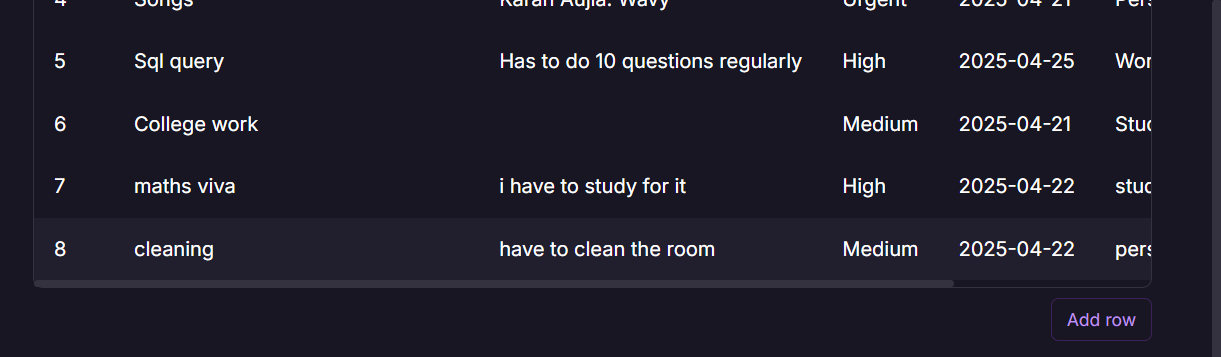 4 Songs Karan Aujla: Wavy Urgent 2025-04-21 Pers
5 Sql query Has to do 10 questions regularly High 2025-04-25 Wor
6 College work Medium 2025-04-21 Stud
7 maths viva i have to study for it High 2025-04-22 stud
8 cleaning have to clean the room Medium 2025-04-22 pers
Add row